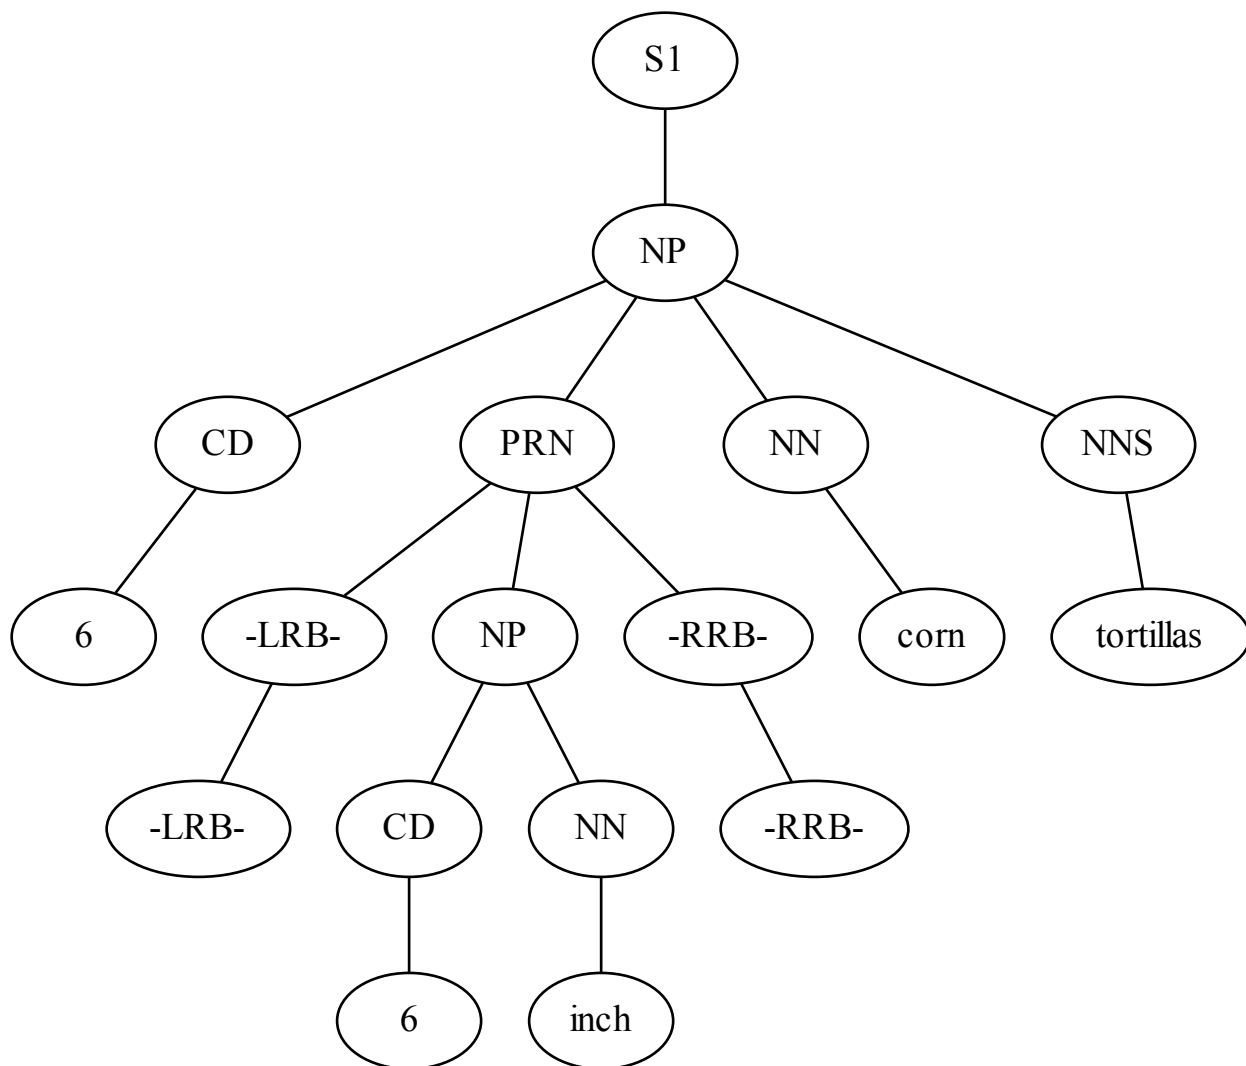 S1
NP
CD PRN NN NNS
6 -LRB- NP -RRB- corn tortillas
-LRB- CD NN -RRB-
6 inch